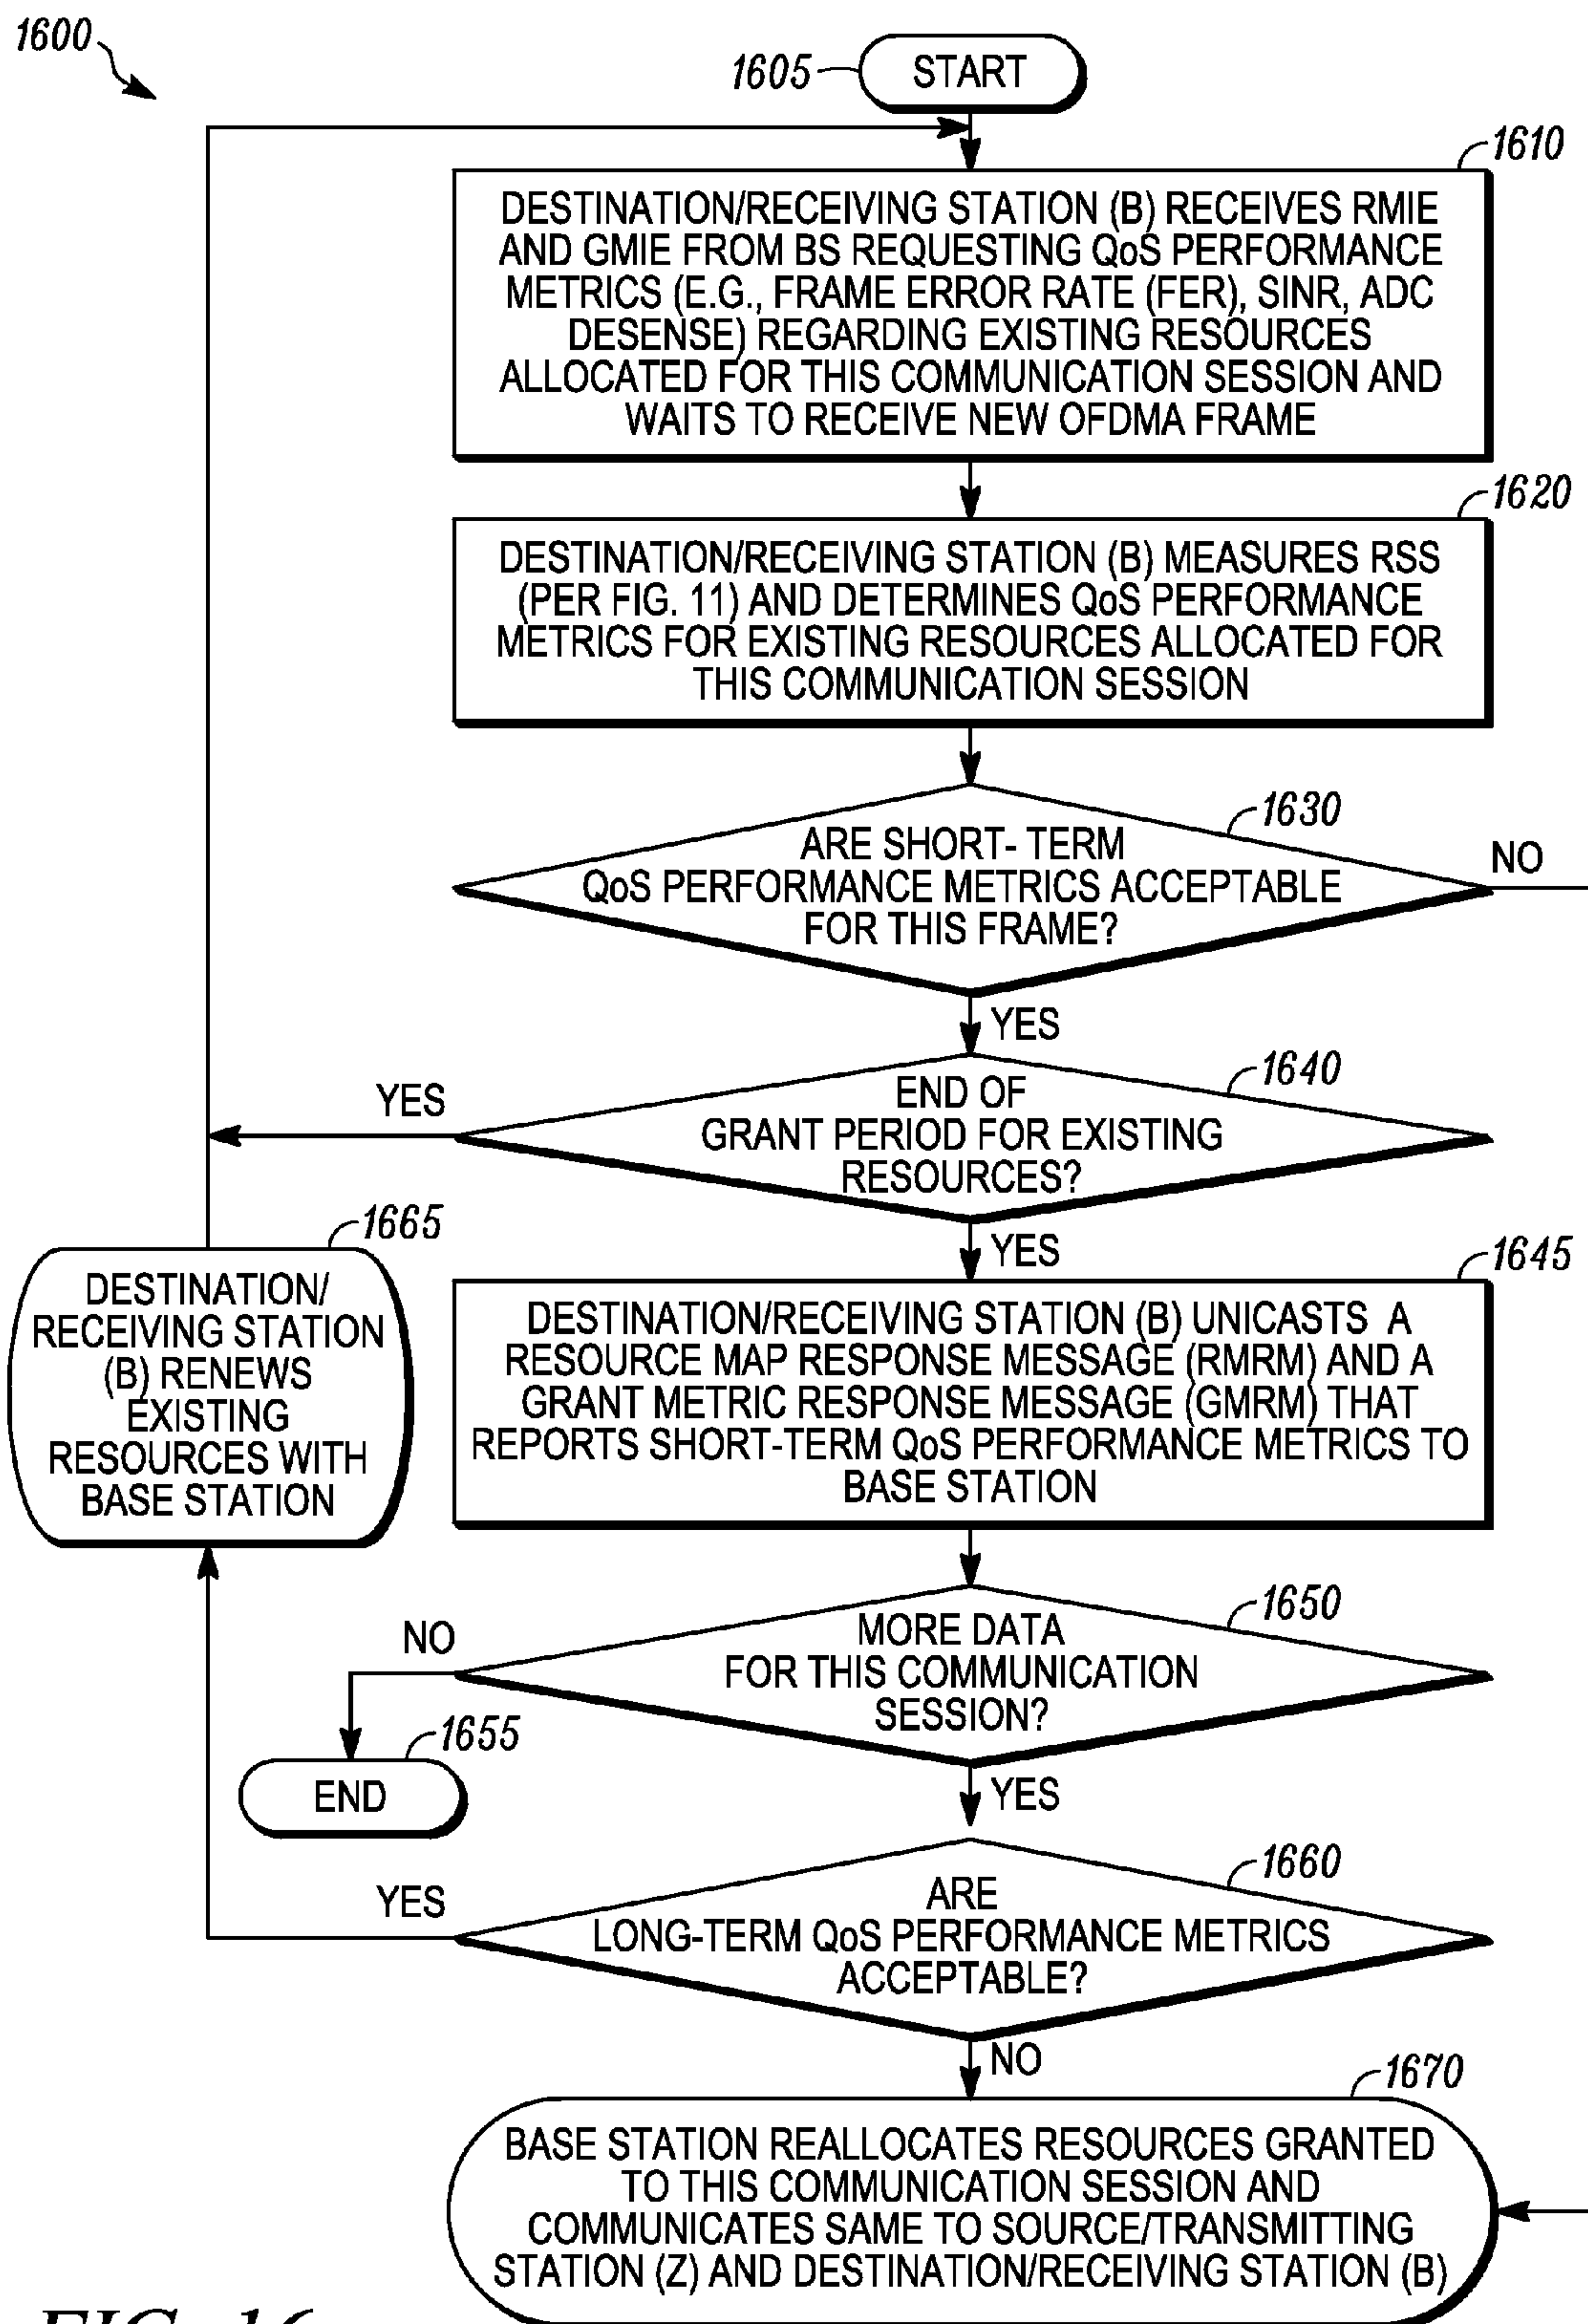 1600
1605
START
1610
DESTINATION/RECEIVING STATION (B) RECEIVES RMIE
AND GMIE FROM BS REQUESTING QoS PERFORMANCE
METRICS (E.G., FRAME ERROR RATE (FER), SINR, ADC
DESENSE) REGARDING EXISTING RESOURCES
ALLOCATED FOR THIS COMMUNICATION SESSION AND
WAITS TO RECEIVE NEW OFDMA FRAME
1620
DESTINATION/RECEIVING STATION (B) MEASURES RSS
(PER FIG. 11) AND DETERMINES QoS PERFORMANCE
METRICS FOR EXISTING RESOURCES ALLOCATED FOR
THIS COMMUNICATION SESSION
1630
ARE SHORT- TERM
QoS PERFORMANCE METRICS ACCEPTABLE
FOR THIS FRAME?
NO
YES
1640
END OF
GRANT PERIOD FOR EXISTING
RESOURCES?
YES
YES
1665
DESTINATION/
RECEIVING STATION
(B) RENEWS
EXISTING
RESOURCES WITH
BASE STATION
1645
DESTINATION/RECEIVING STATION (B) UNICASTS A
RESOURCE MAP RESPONSE MESSAGE (RMRM) AND A
GRANT METRIC RESPONSE MESSAGE (GMRM) THAT
REPORTS SHORT-TERM QoS PERFORMANCE METRICS TO
BASE STATION
1650
MORE DATA
FOR THIS COMMUNICATION
SESSION?
NO
1655
END
YES
1660
ARE
LONG-TERM QoS PERFORMANCE METRICS
ACCEPTABLE?
YES
NO
1670
BASE STATION REALLOCATES RESOURCES GRANTED
TO THIS COMMUNICATION SESSION AND
COMMUNICATES SAME TO SOURCE/TRANSMITTING
STATION (Z) AND DESTINATION/RECEIVING STATION (B)
FIG. 16